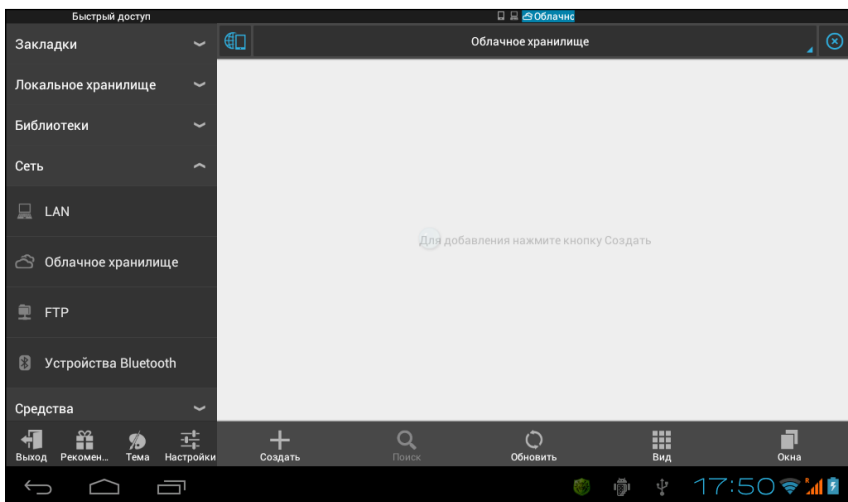 Быстрый доступ
Облачно
Закладки
Облачное хранилище
Локальное хранилище
Библиотеки
Сеть
LAN
Для добавления нажмите кнопку Создать
Облачное хранилище
FTP
Устройства Bluetooth
Средства
Выход Рекомен... Тема Настройки Создать Поиск Обновить Вид Окна
17:50